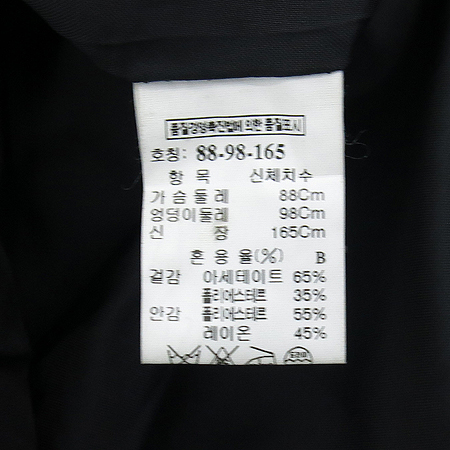 품질경영촉진법에 의한 품질표시
호칭: 88-98-165
항 목 신체치수
가슴둘레 88Cm
엉덩이둘레 98Cm
신 장 165Cm
혼 용 율(%) B
겉감 아세테이트 65%
폴리에스테르 35%
안감 폴리에스테르 55%
레이온 45%